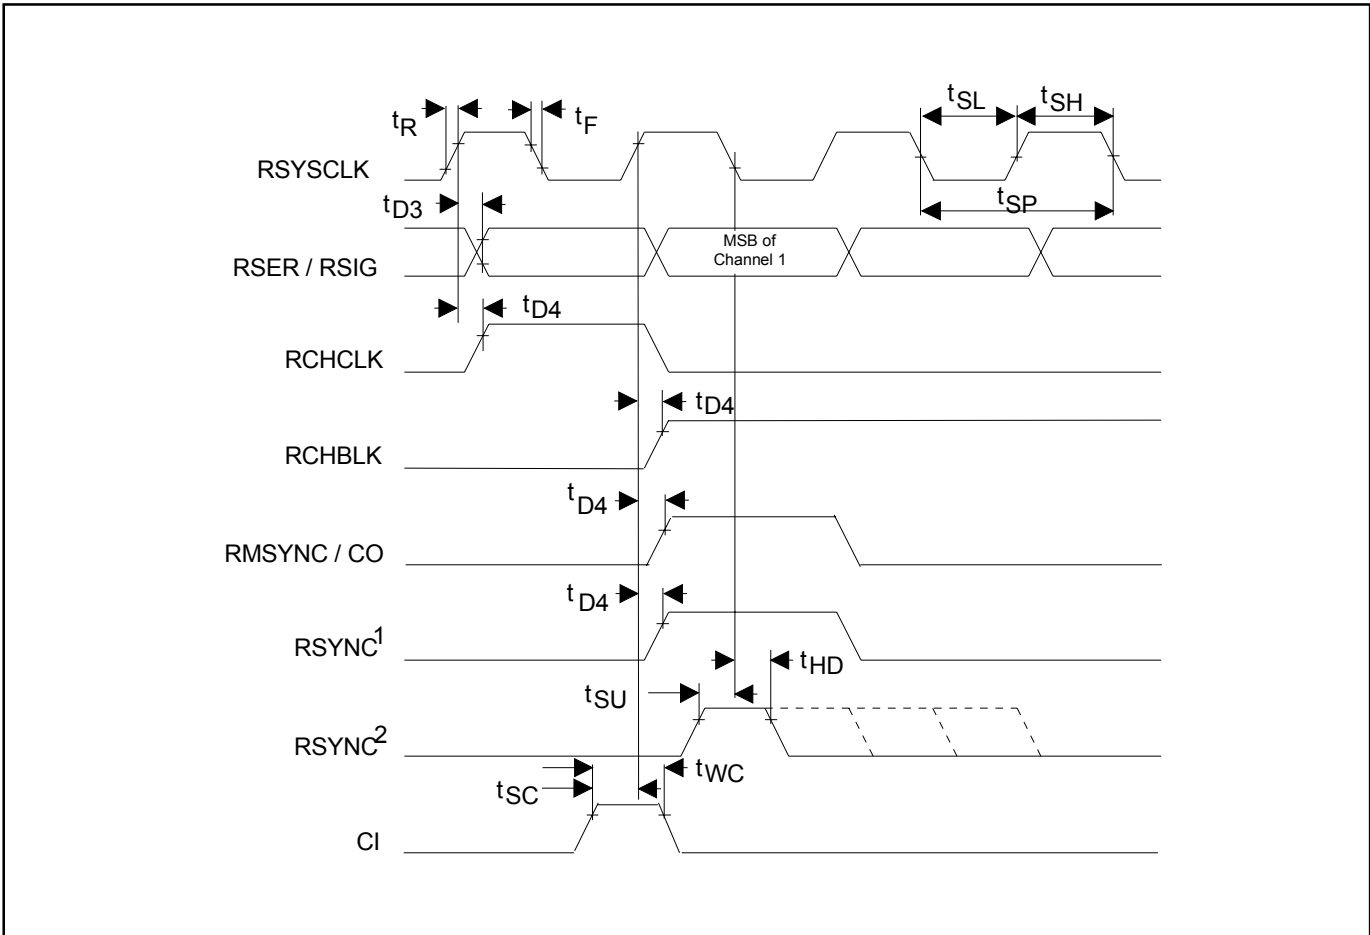 tSL tSH
tR tF
RSYSCLK
tSP
tD3
MSB of
Channel 1
RSER / RSIG
tD4
RCHCLK
tD4
RCHBLK
tD4
RMSYNC / CO
tD4
RSYNC1
tHD
tSU
RSYNC2
tWC
tSC
CI